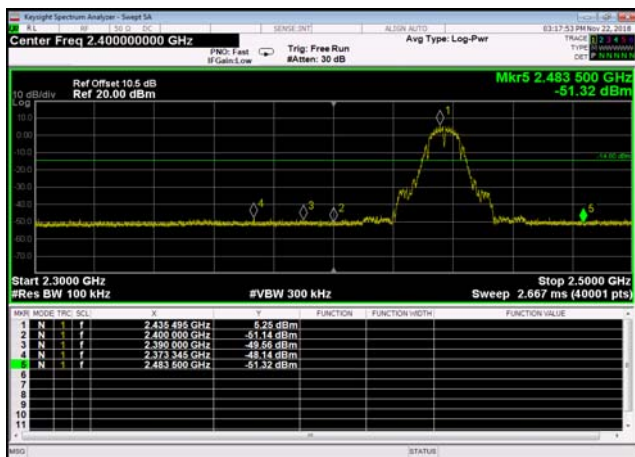 Keysight Spectrum Analyzer - Swept SA
RL RF 50 Ω DC SENSE:INT ALIGN AUTO 03:17:53 PM Nov 22, 2018
Center Freq 2.400000000 GHz
PNO: Fast
IFGain:Low
Trig: Free Run
#Atten: 30 dB
Avg Type: Log-Pwr
TRACE 1 2 3 4 5 6
TYPE
DET P N N N N N
Mkr5 2.483 500 GHz
-51.32 dBm
Ref Offset 10.5 dB
10 dB/div Ref 20.00 dBm
Log
10.0
0.00
-10.0
-20.0
-30.0
-40.0
-50.0
-60.0
-70.0
-14.00 dBm
1
4
3
2
5
Start 2.3000 GHz Stop 2.5000 GHz
#Res BW 100 kHz #VBW 300 kHz Sweep 2.667 ms (40001 pts)
MKR MODE TRC SCL X Y FUNCTION FUNCTION WIDTH FUNCTION VALUE
1 N 1 f 2.435 495 GHz 5.25 dBm
2 N 1 f 2.400 000 GHz -51.14 dBm
3 N 1 f 2.390 000 GHz -49.56 dBm
4 N 1 f 2.373 345 GHz -48.14 dBm
5 N 1 f 2.483 500 GHz -51.32 dBm
6
7
8
9
10
11
MSG STATUS